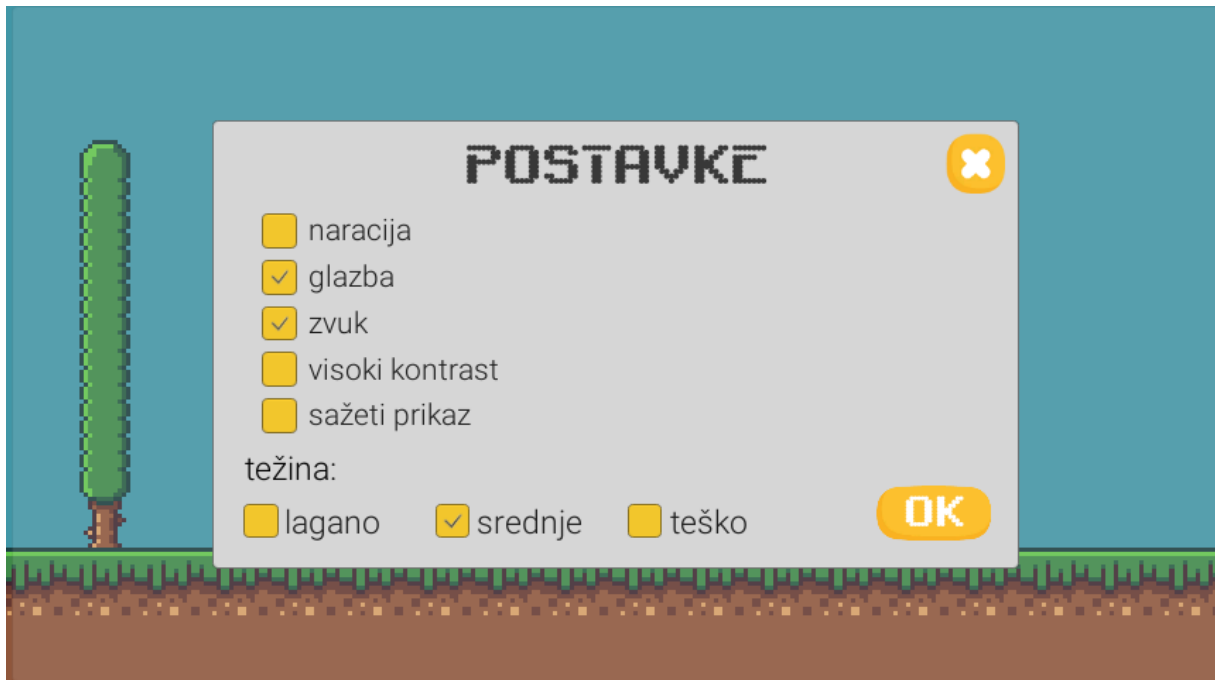 POSTAVKE
naracija
glazba
zvuk
visoki kontrast
sažeti prikaz
težina:
lagano srednje teško
OK